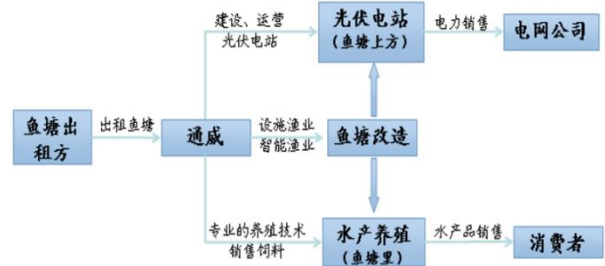 建设、运营
光伏电站
光伏电站
(鱼塘上方)
电力销售
电网公司
鱼塘出
租方
出租鱼塘
通威
设施渔业
智能渔业
鱼塘改造
专业的养殖技术
销售饲料
水产养殖
(鱼塘里)
水产品销售
消费者